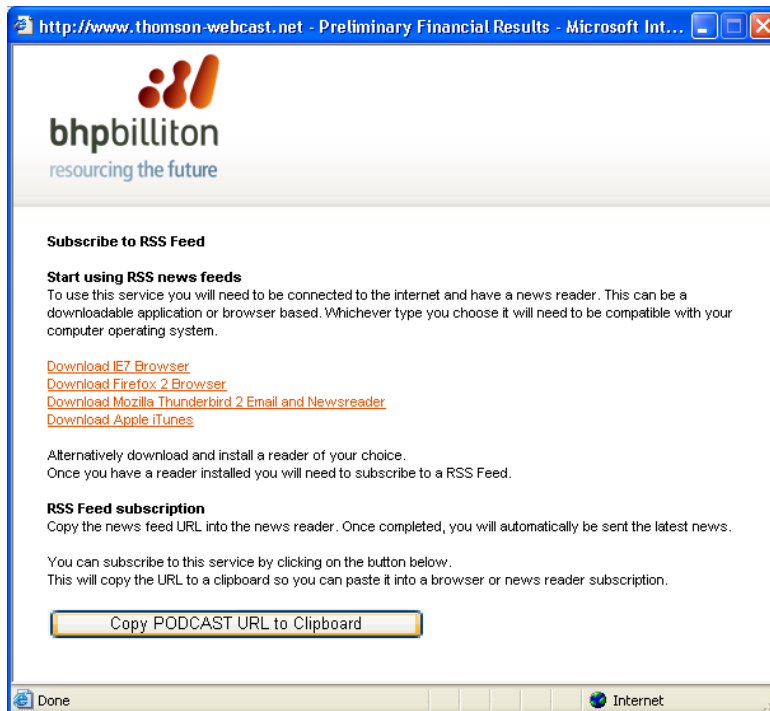 http://www.thomson-webcast.net - Preliminary Financial Results - Microsoft Int...
bhpbilliton
resourcing the future
Subscribe to RSS Feed
Start using RSS news feeds
To use this service you will need to be connected to the internet and have a news reader. This can be a
downloadable application or browser based. Whichever type you choose it will need to be compatible with your
computer operating system.
Download IE7 Browser
Download Firefox 2 Browser
Download Mozilla Thunderbird 2 Email and Newsreader
Download Apple iTunes
Alternatively download and install a reader of your choice.
Once you have a reader installed you will need to subscribe to a RSS Feed.
RSS Feed subscription
Copy the news feed URL into the news reader. Once completed, you will automatically be sent the latest news.
You can subscribe to this service by clicking on the button below.
This will copy the URL to a clipboard so you can paste it into a browser or news reader subscription.
Copy PODCAST URL to Clipboard
Done Internet